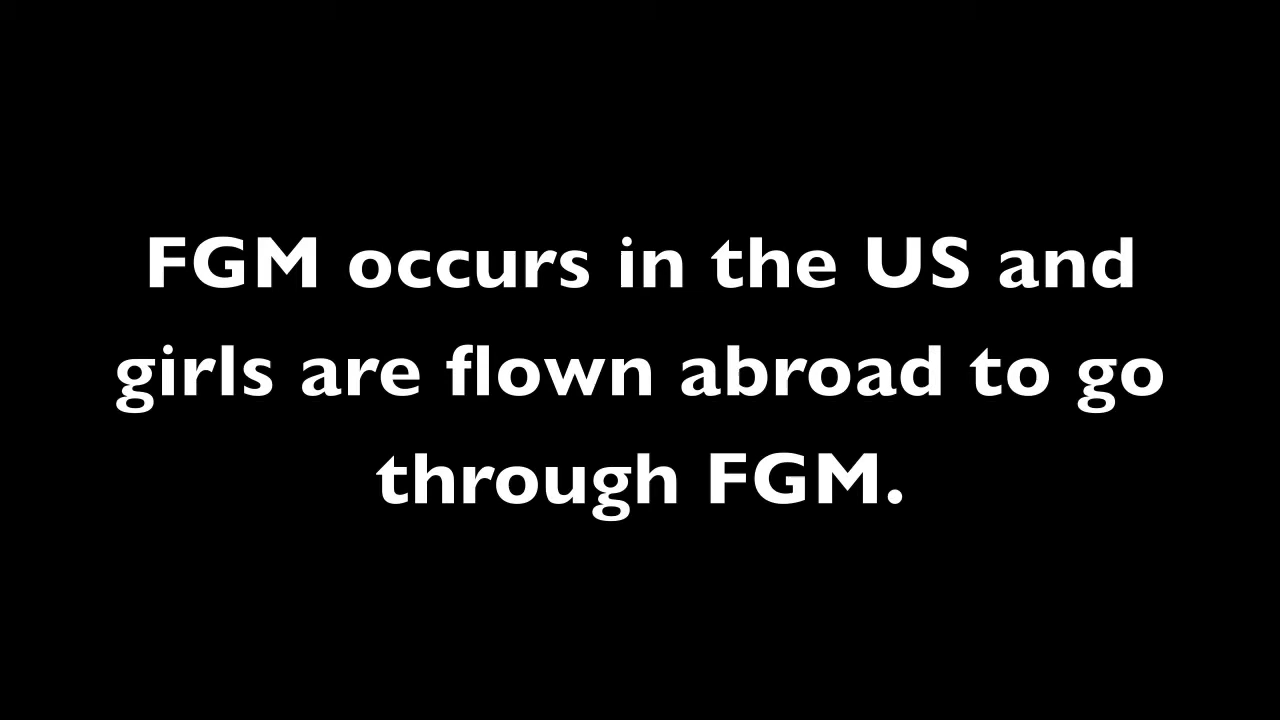 FGM occurs in the US and
girls are flown abroad to go
through FGM.